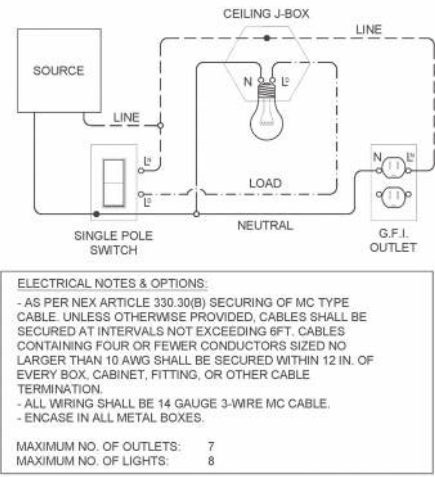 CEILING J-BOX
LINE
SOURCE
N
LD
LINE
LN
LOAD
N
LN
LD
NEUTRAL
SINGLE POLE
SWITCH
G.F.I.
OUTLET
ELECTRICAL NOTES & OPTIONS:
- AS PER NEX ARTICLE 330.30(B) SECURING OF MC TYPE
CABLE. UNLESS OTHERWISE PROVIDED, CABLES SHALL BE
SECURED AT INTERVALS NOT EXCEEDING 6FT. CABLES
CONTAINING FOUR OR FEWER CONDUCTORS SIZED NO
LARGER THAN 10 AWG SHALL BE SECURED WITHIN 12 IN. OF
EVERY BOX, CABINET, FITTING, OR OTHER CABLE
TERMINATION.
- ALL WIRING SHALL BE 14 GAUGE 3-WIRE MC CABLE.
- ENCASE IN ALL METAL BOXES.
MAXIMUM NO. OF OUTLETS: 7
MAXIMUM NO. OF LIGHTS: 8